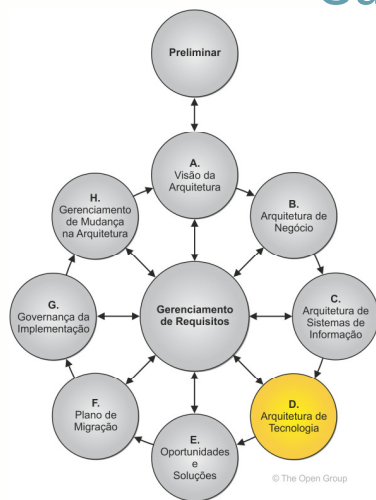 Preliminar
A.
Visão da
Arquitetura
H.
Gerenciamento
de Mudança
na Arquitetura
B.
Arquitetura de
Negócio
G.
Governança da
Implementação
Gerenciamento
de Requisitos
C.
Arquitetura de
Sistemas de
Informação
F.
Plano de
Migração
D.
Arquitetura de
Tecnologia
E.
Oportunidades
e
Soluções
© The Open Group